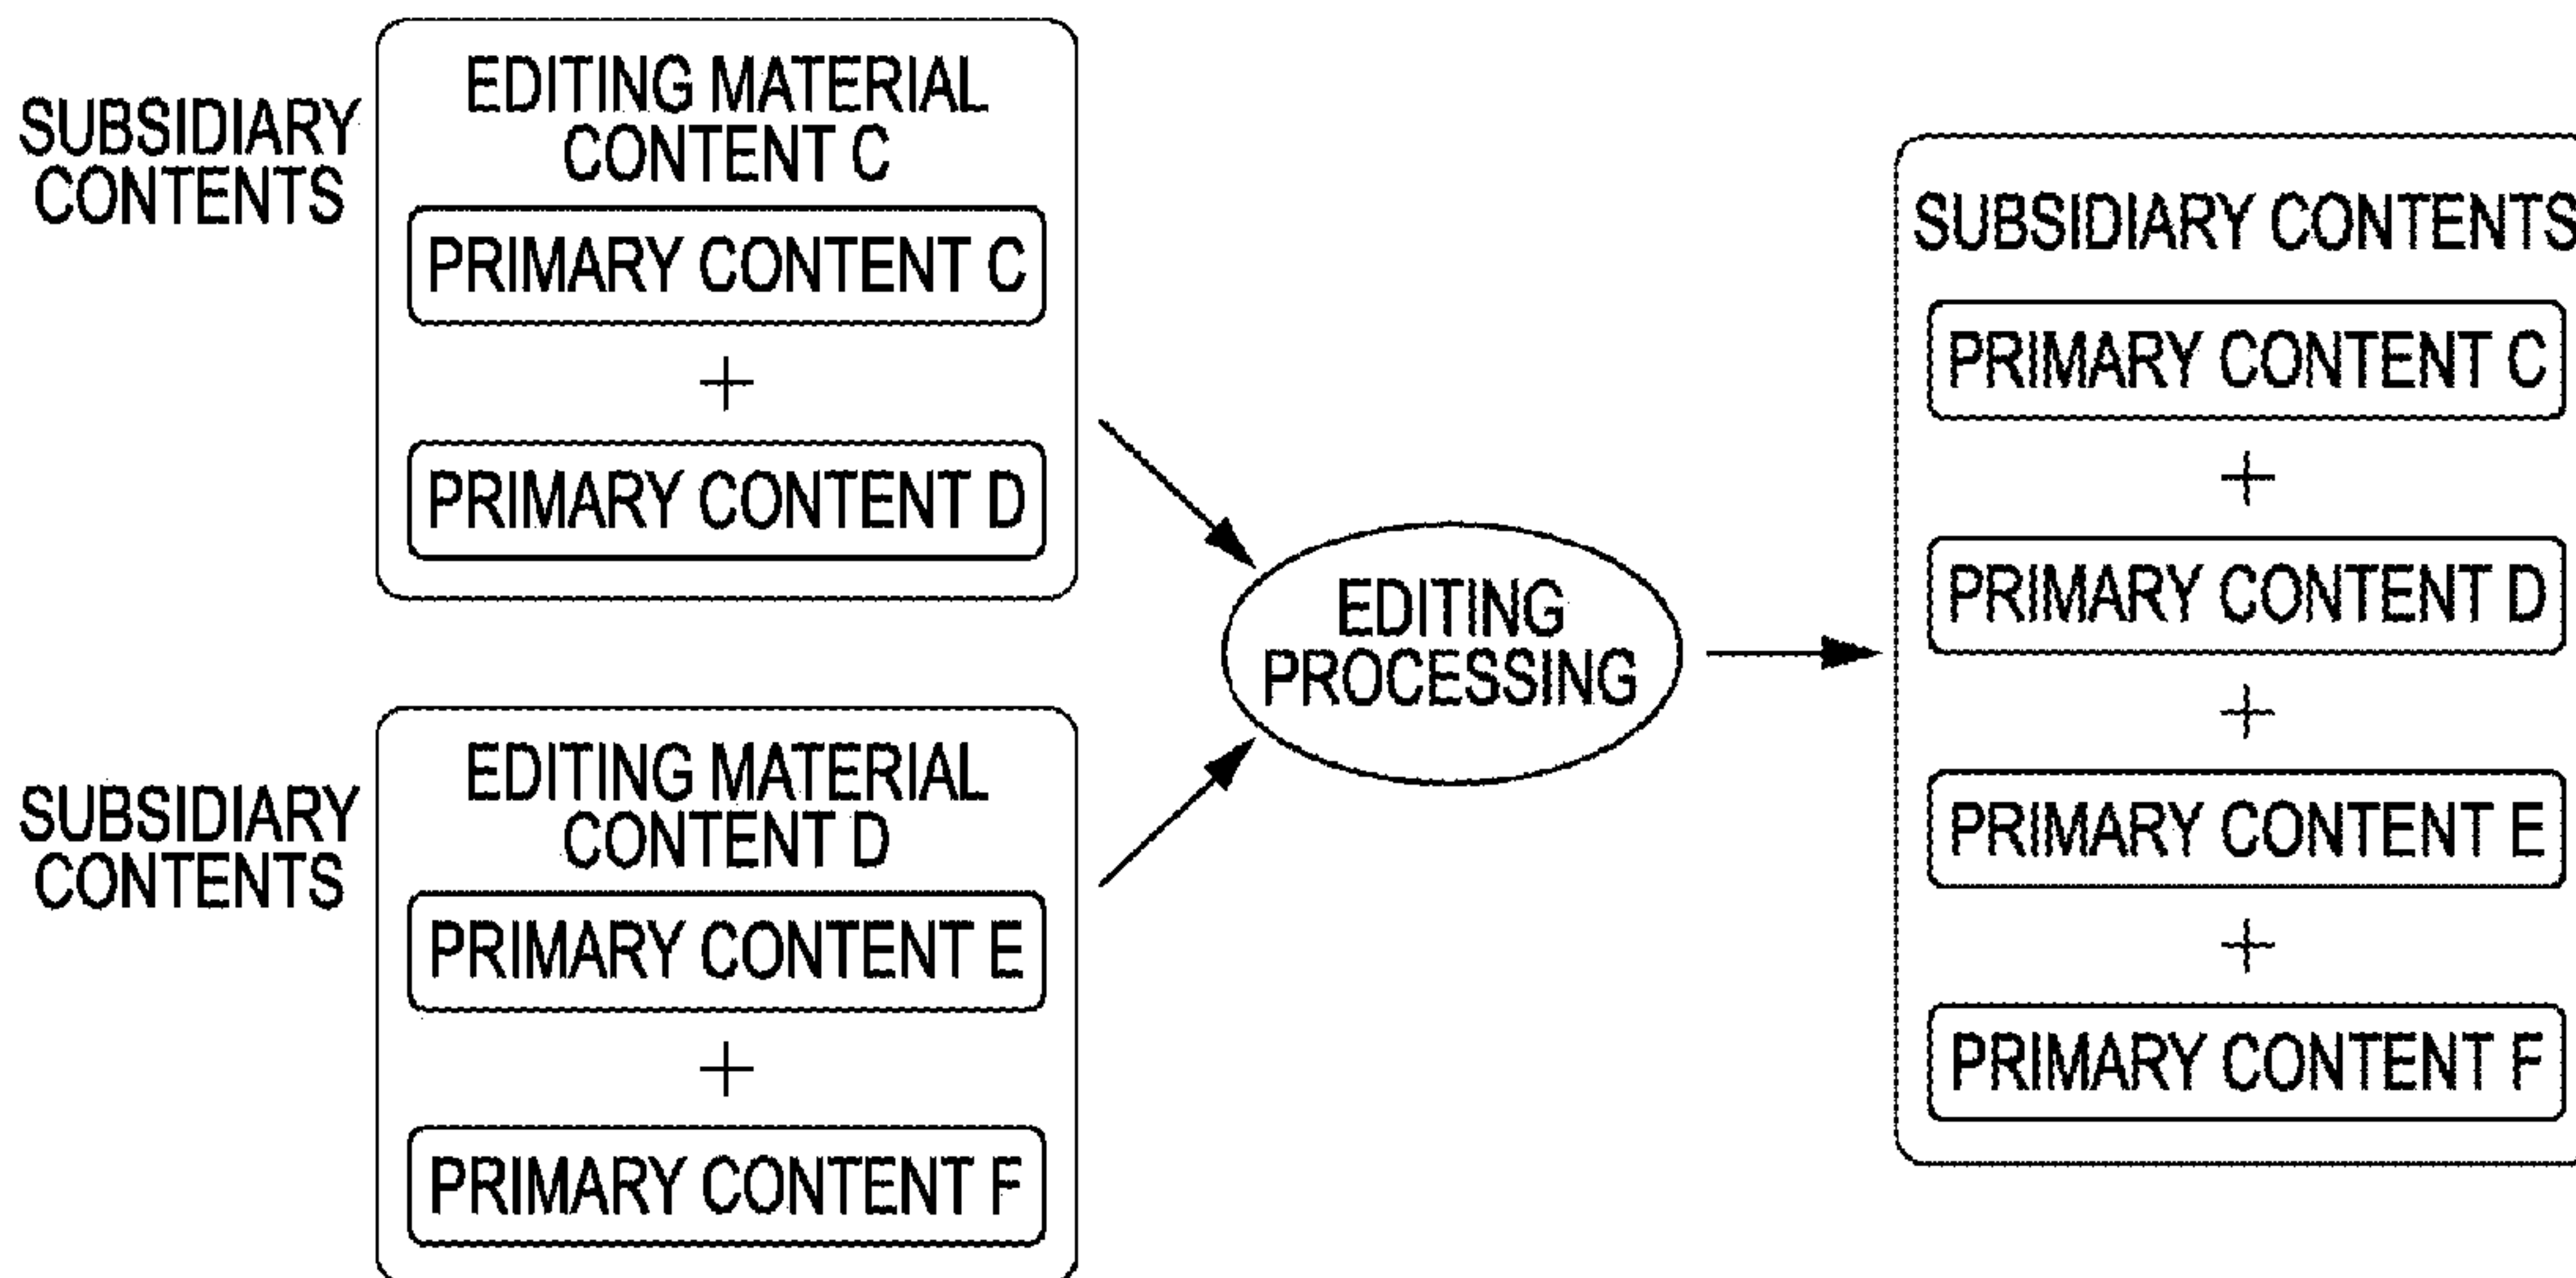 SUBSIDIARY
CONTENTS
EDITING MATERIAL
CONTENT C
PRIMARY CONTENT C
+
PRIMARY CONTENT D
SUBSIDIARY
CONTENTS
EDITING MATERIAL
CONTENT D
PRIMARY CONTENT E
+
PRIMARY CONTENT F
EDITING
PROCESSING
SUBSIDIARY CONTENTS
PRIMARY CONTENT C
+
PRIMARY CONTENT D
+
PRIMARY CONTENT E
+
PRIMARY CONTENT F